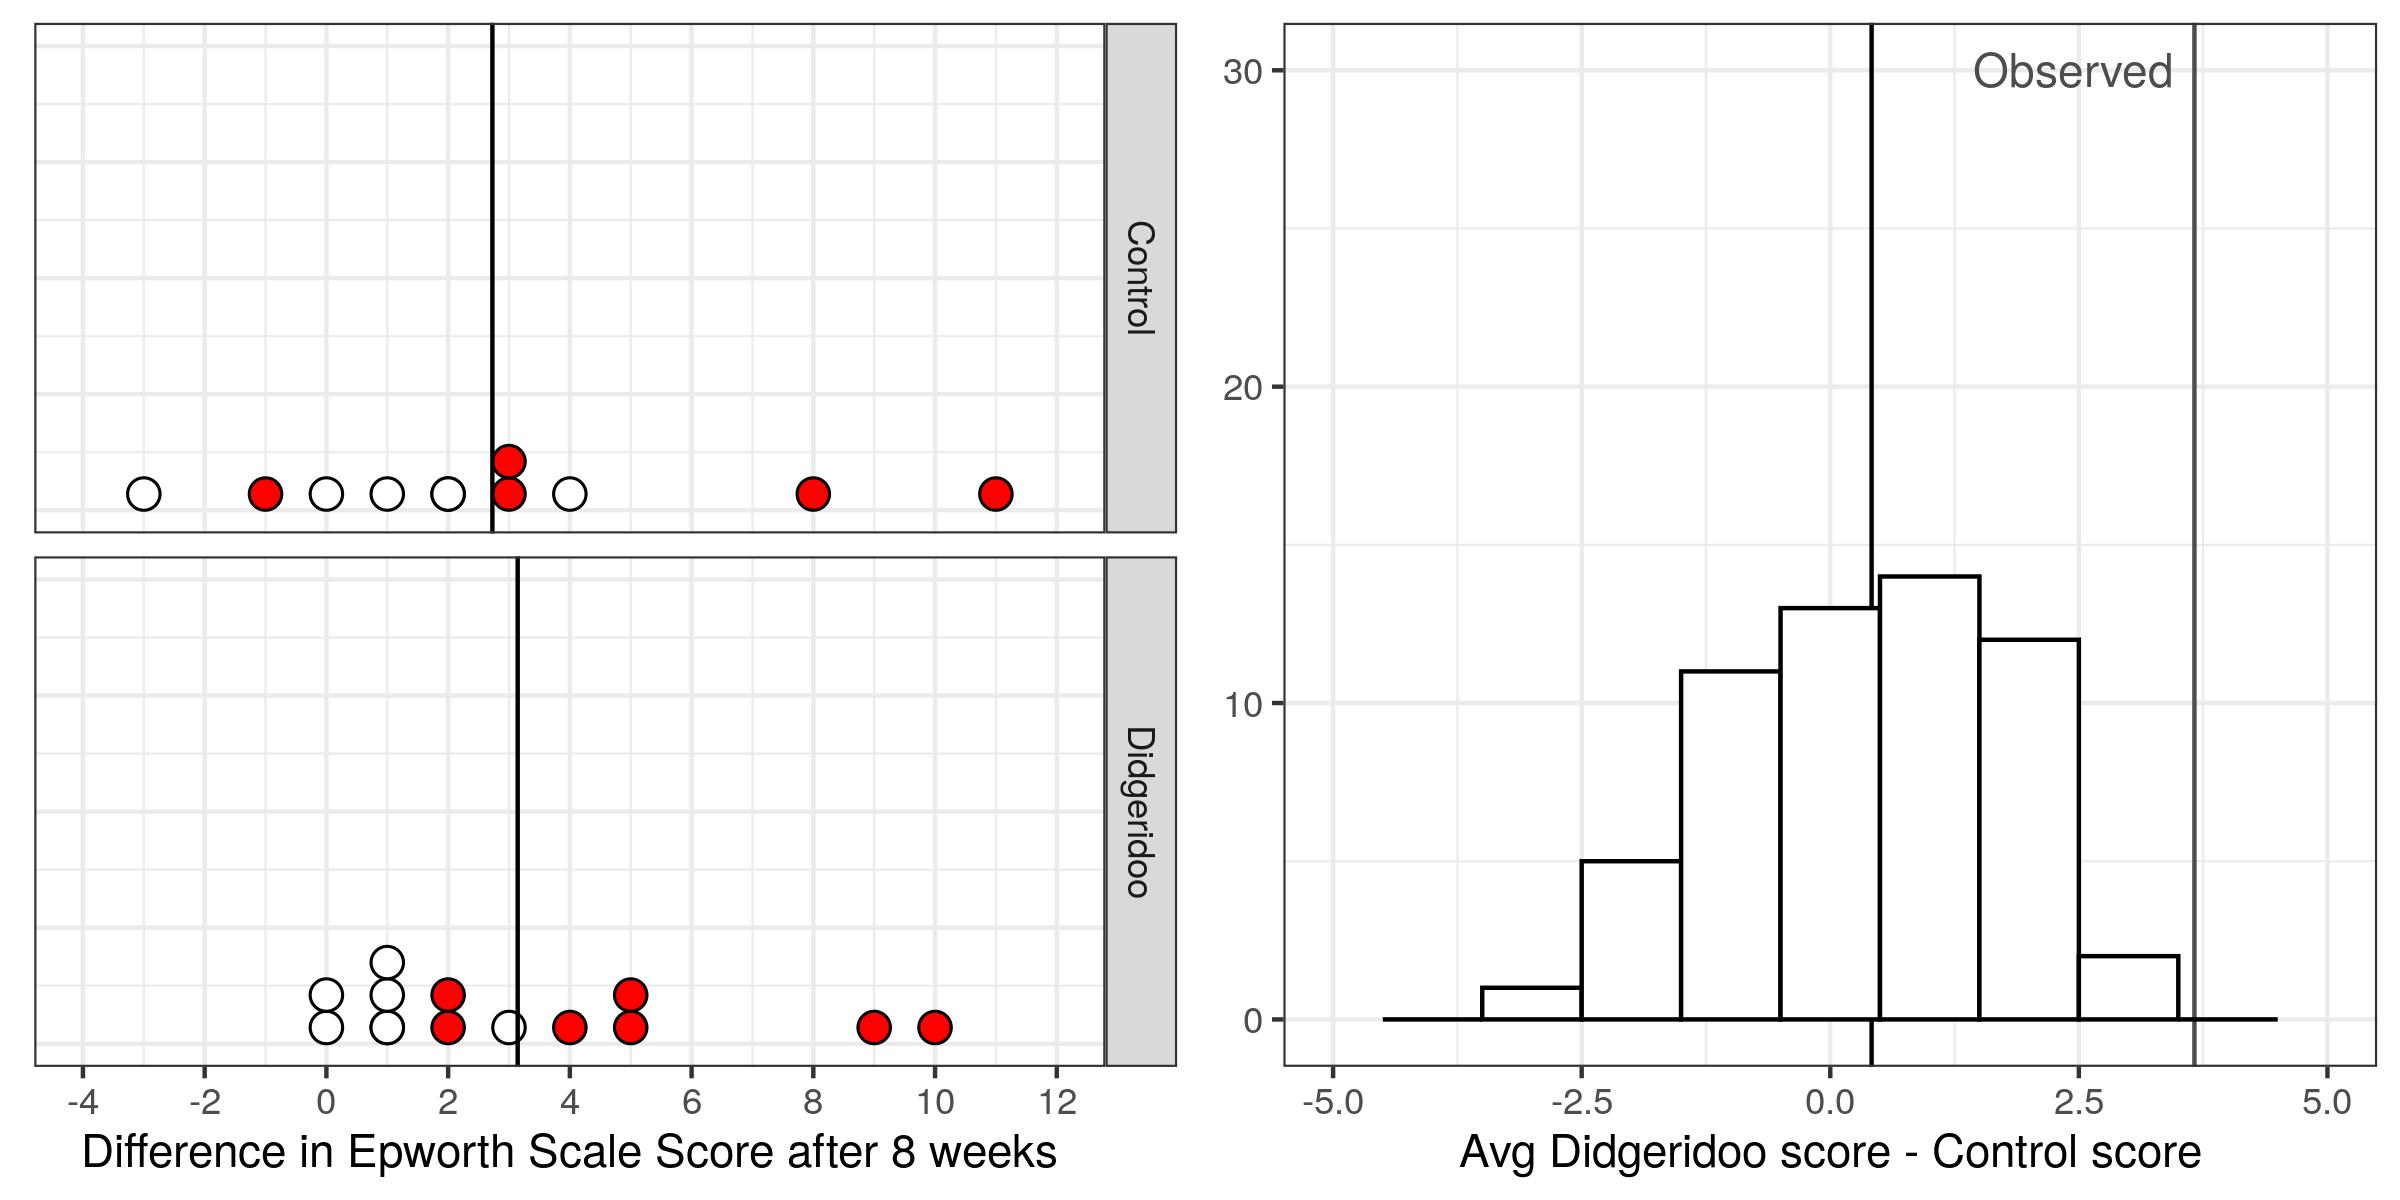 Control
Didgeridoo
-4 -2 0 2 4 6 8 10 12
Difference in Epworth Scale Score after 8 weeks
30
20
10
0
Observed
-5.0 -2.5 0.0 2.5 5.0
Avg Didgeridoo score - Control score